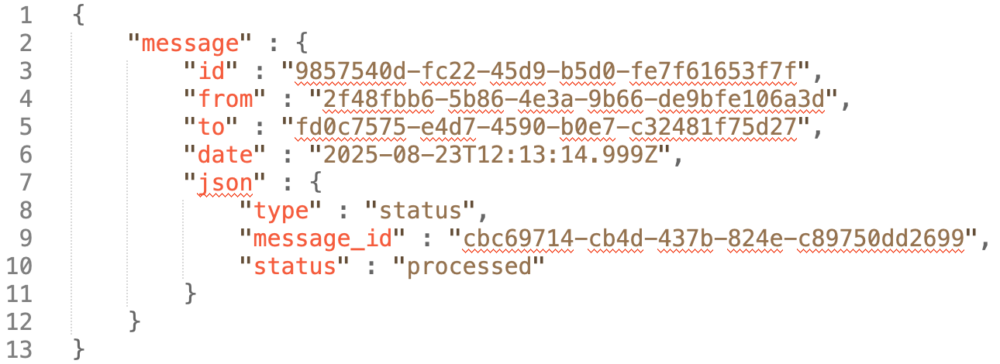 1 {
2     "message" : {
3         "id" : "9857540d-fc22-45d9-b5d0-fe7f61653f7f",
4         "from" : "2f48fbb6-5b86-4e3a-9b66-de9bfe106a3d",
5         "to" : "fd0c7575-e4d7-4590-b0e7-c32481f75d27",
6         "date" : "2025-08-23T12:13:14.999Z",
7         "json" : {
8             "type" : "status",
9             "message_id" : "cbc69714-cb4d-437b-824e-c89750dd2699",
10             "status" : "processed"
11         }
12     }
13 }